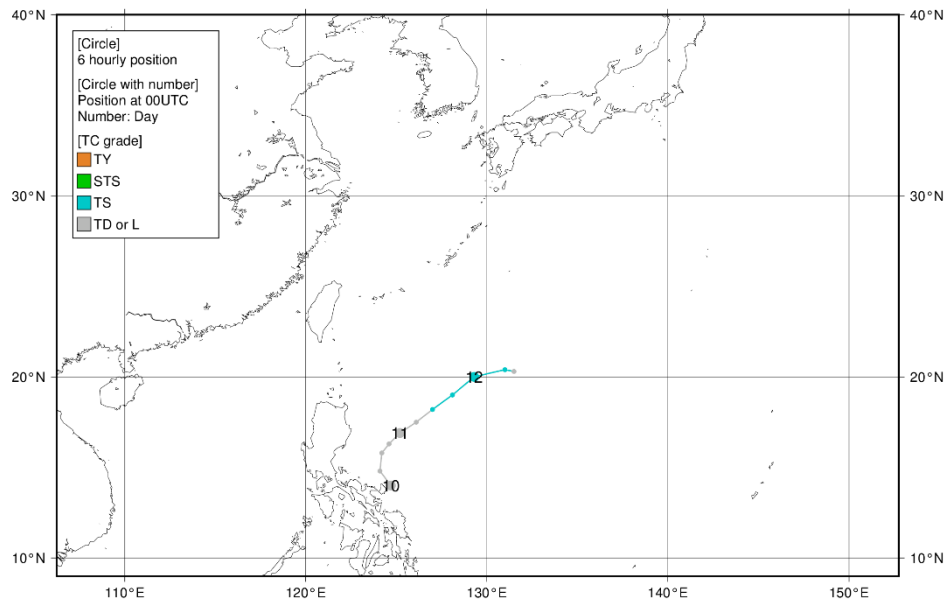 40°N
40°N
[Circle]
6 hourly position
[Circle with number]
Position at 00UTC
Number: Day
[TC grade]
TY
STS
TS
TD or L
30°N
30°N
20°N
12
20°N
11
10
10°N
10°N
110°E
120°E
130°E
140°E
150°E